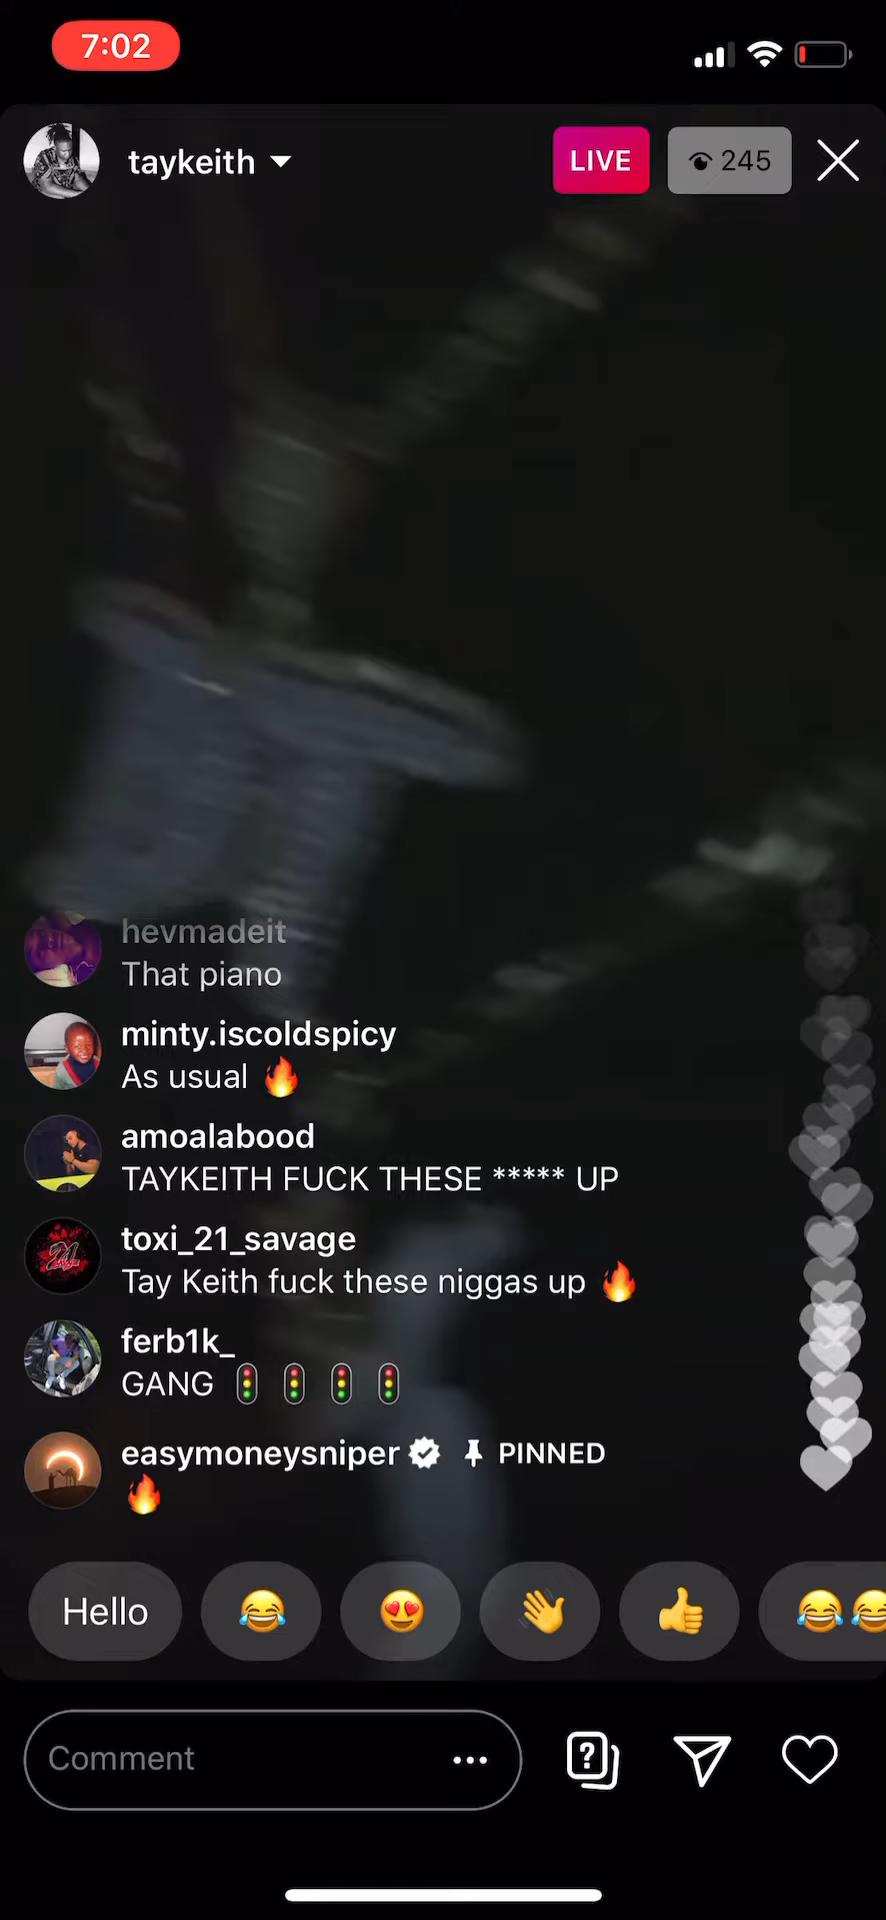 7:02
taykeith
LIVE
245
hevmadeit
That piano
minty.iscoldspicy
As usual 🔥
amoalabood
TAYKEITH FUCK THESE ***** UP
toxi_21_savage
Tay Keith fuck these niggas up 🔥
ferb1k_
GANG 🚦 🚦 🚦 🚦
easymoneysniper PINNED
🔥
Hello 😂 😍 👋 👍 😂😂
Comment